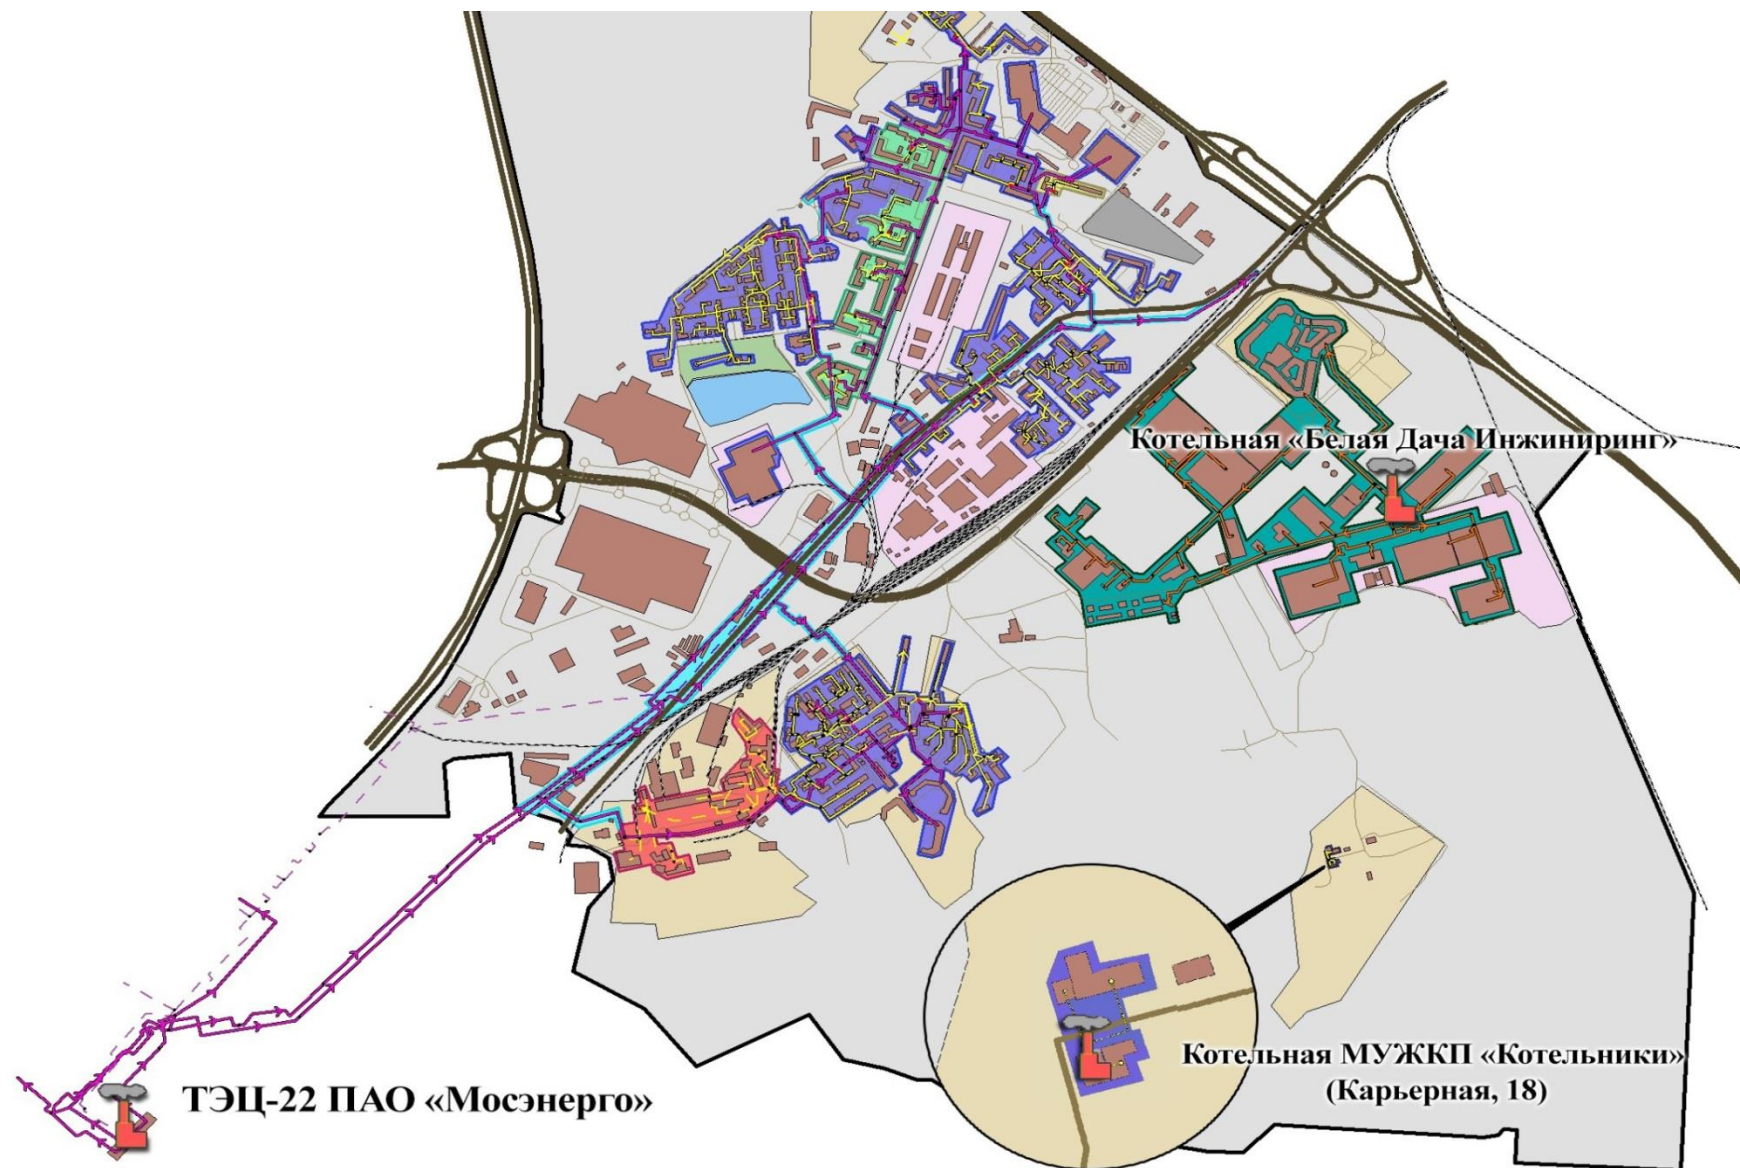 Котельная «Белая Дача Инжиниринг»
Котельная МУЖКП «Котельники»
(Карьерная, 18)
ТЭЦ-22 ПАО «Мосэнерго»